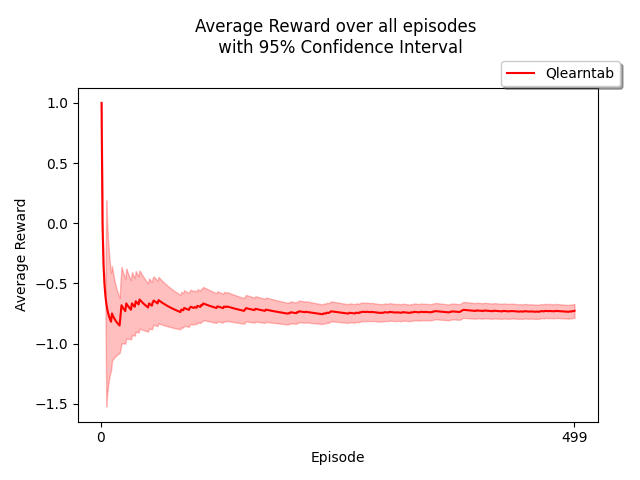 Average Reward over all episodes
with 95% Confidence Interval
Qlearntab
1.0
0.5
0.0
−0.5
−1.0
−1.5
Average Reward
0
499
Episode